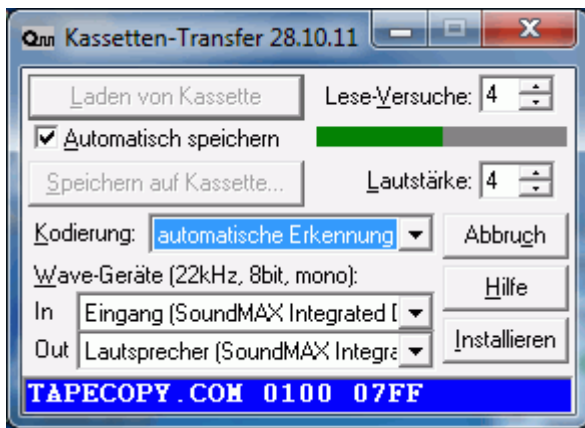 Kassetten-Transfer 28.10.11
Laden von Kassette Lese-Versuche: 4
Automatisch speichern
Speichern auf Kassette... Lautstärke: 4
Kodierung: automatische Erkennung Abbruch
Wave-Geräte (22kHz, 8bit, mono):
Hilfe
In Eingang (SoundMAX Integrated D
Out Lautsprecher (SoundMAX Integra Installieren
TAPECOPY.COM 0100 07FF